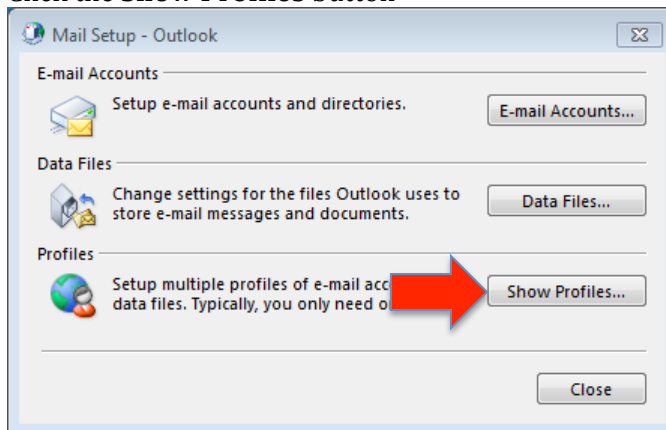 Mail Setup - Outlook
E-mail Accounts
Setup e-mail accounts and directories.
E-mail Accounts...
Data Files
Change settings for the files Outlook uses to
store e-mail messages and documents.
Data Files...
Profiles
Setup multiple profiles of e-mail
data files. Typically, you only need
Show Profiles...
Close